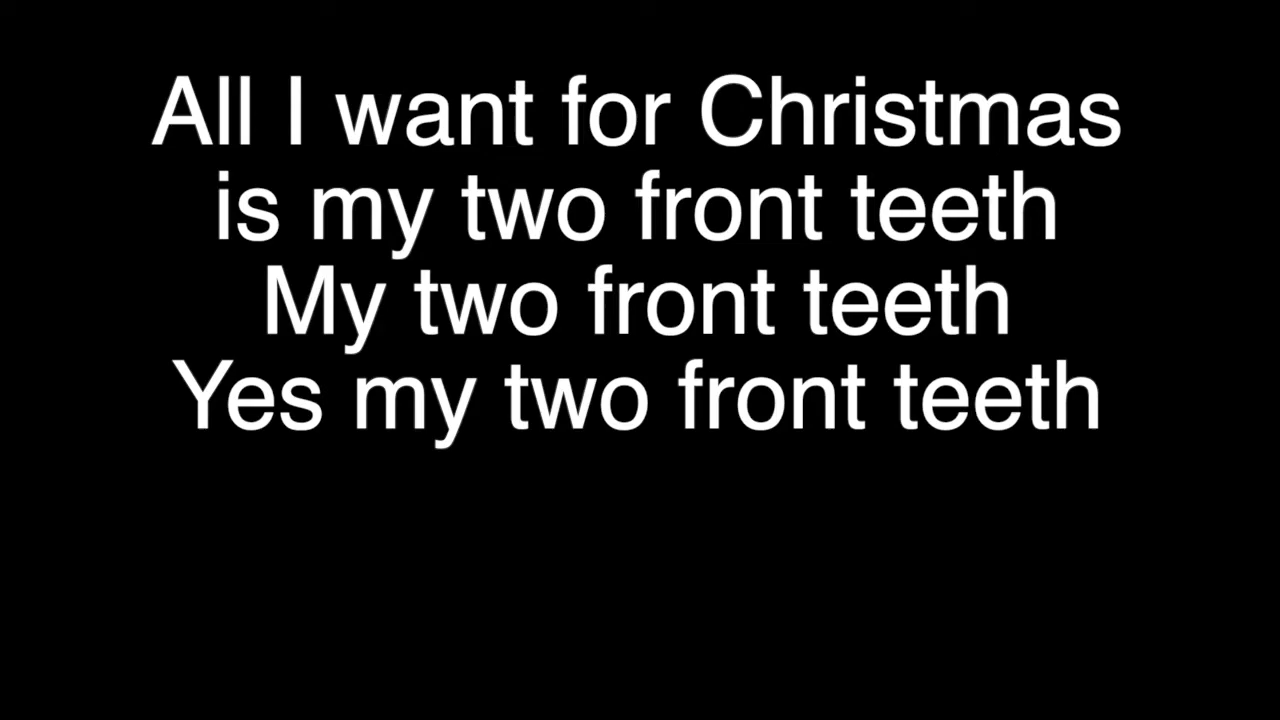 All I want for Christmas
is my two front teeth
My two front teeth
Yes my two front teeth